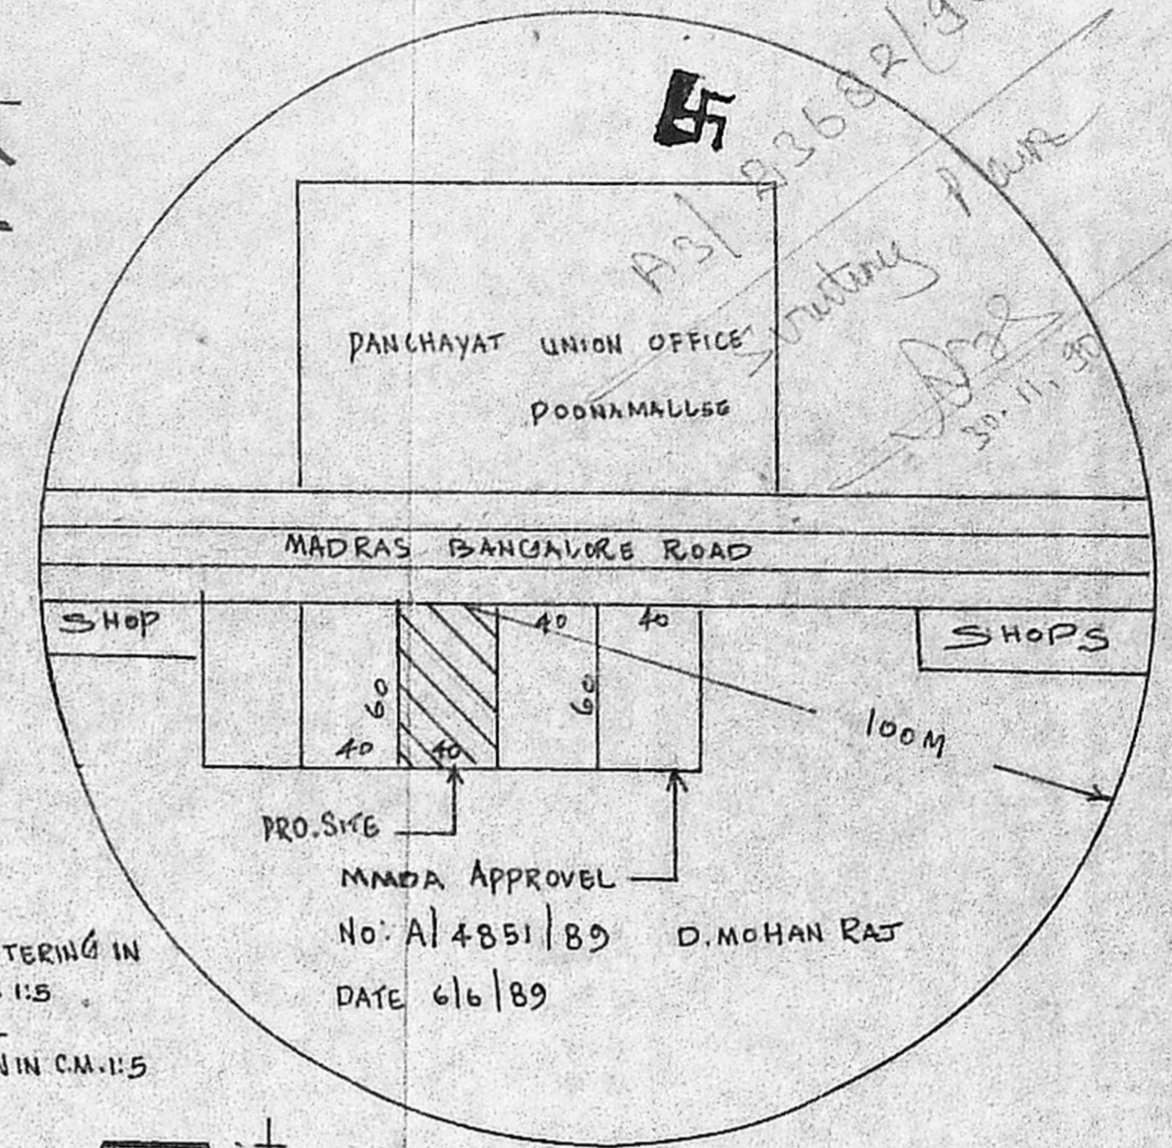 A3/
Scrutiny
30.11.90
PANCHAYAT UNION OFFICE
POONAMALLEE
MADRAS BANGALORE ROAD
SHOP
40
40
SHOPS
60
60
40
40
100M
PRO.SITE
MMDA APPROVEL
NO: A/4851/89 D.MOHAN RAJ
DATE 6/6/89
TERING IN
1:5
IN C.M.1:5